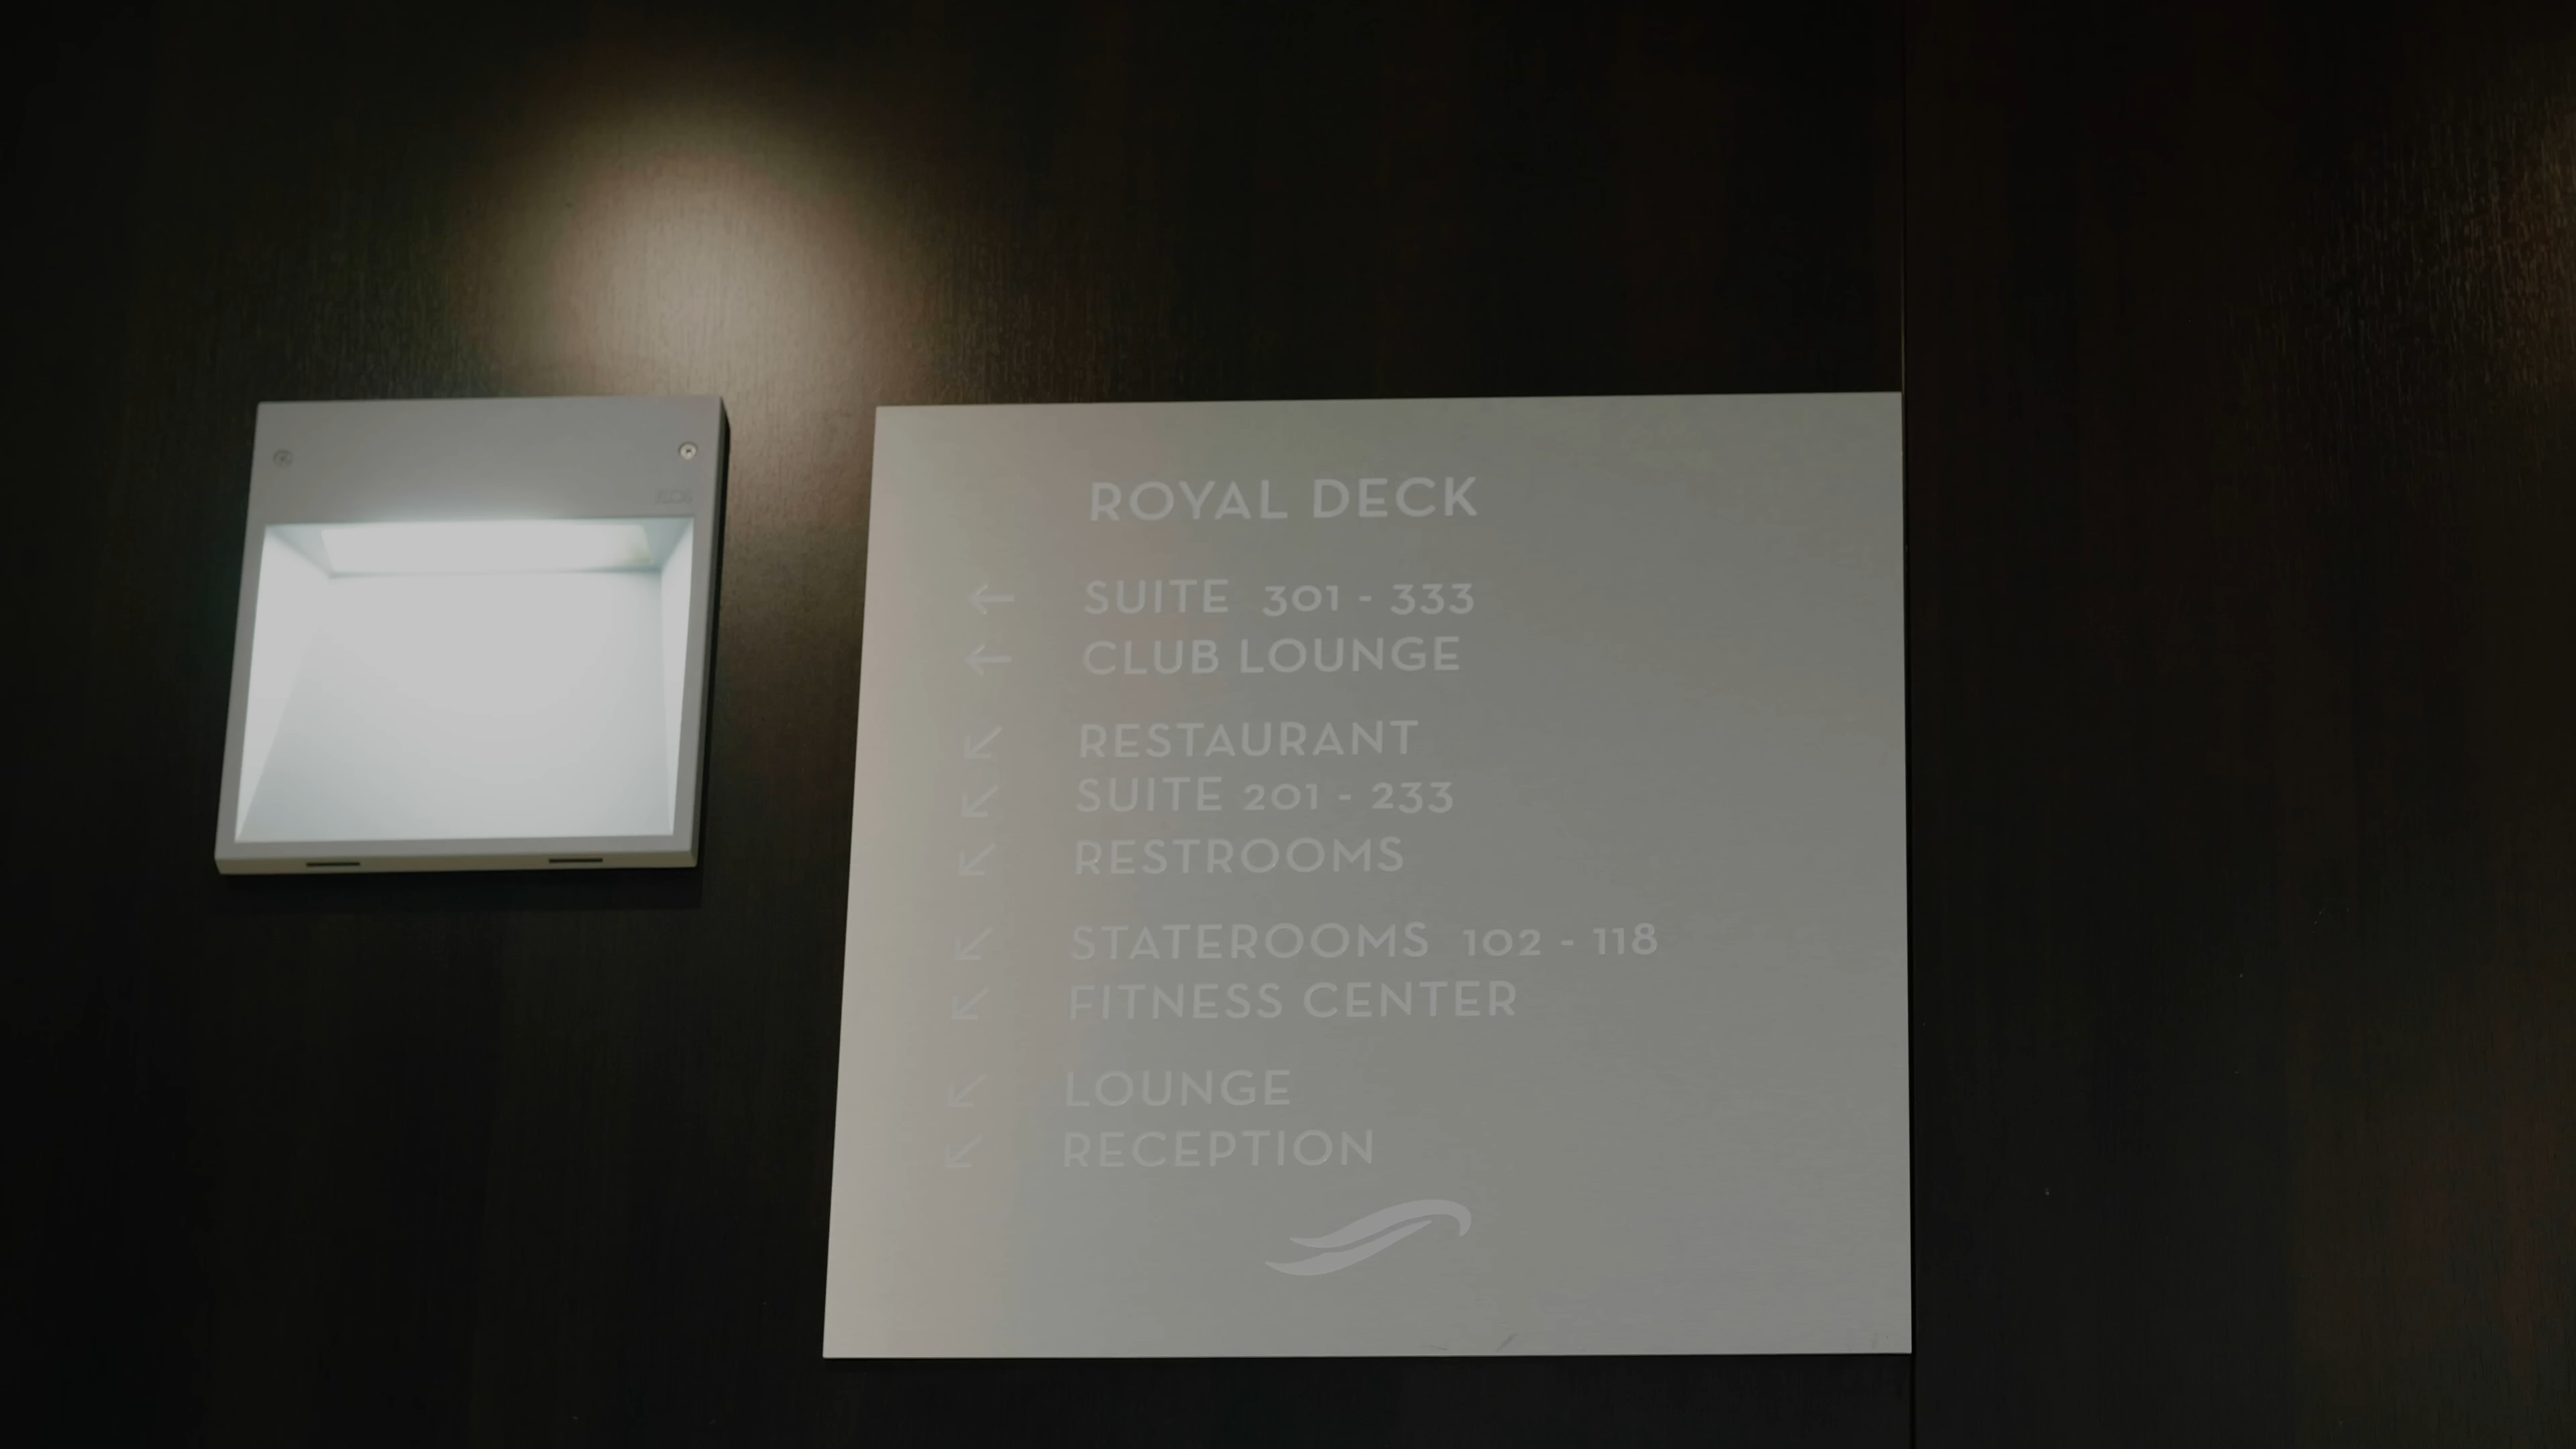 ROYAL DECK
← SUITE 301 - 333
← CLUB LOUNGE
↙ RESTAURANT
↙ SUITE 201 - 233
↙ RESTROOMS
↙ STATEROOMS 102 - 118
↙ FITNESS CENTER
↙ LOUNGE
↙ RECEPTION